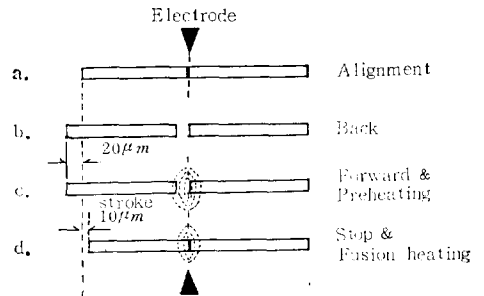 Electrode
a. Alignment
b. Back
20μm
c. Forward &
Preheating
stroke
10μm
d. Stop &
Fusion heating